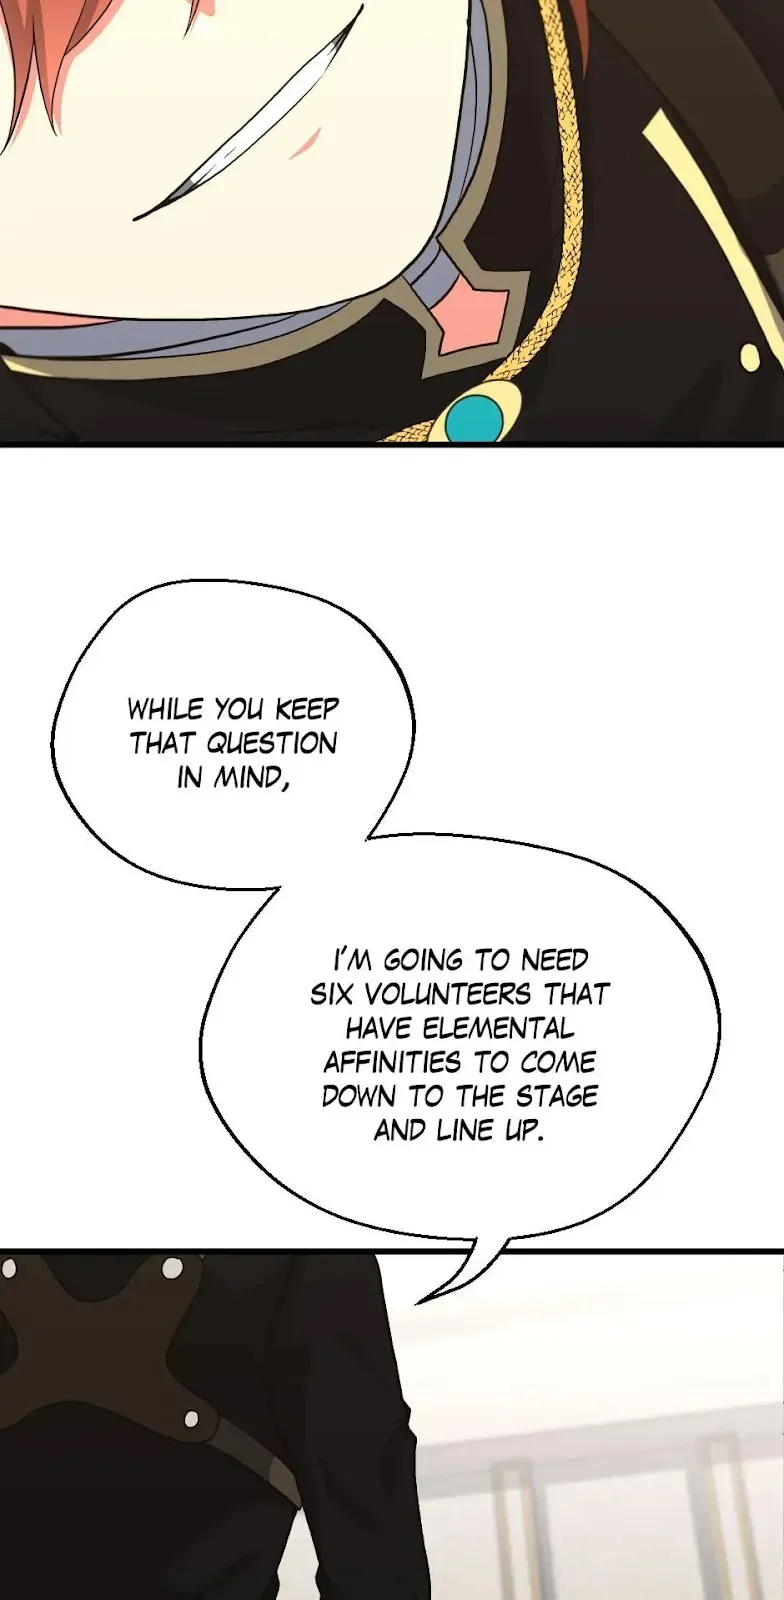 WHILE YOU KEEP
THAT QUESTION
IN MIND,
I'M GOING TO NEED
SIX VOLUNTEERS THAT
HAVE ELEMENTAL
AFFINITIES TO COME
DOWN TO THE STAGE
AND LINE UP.